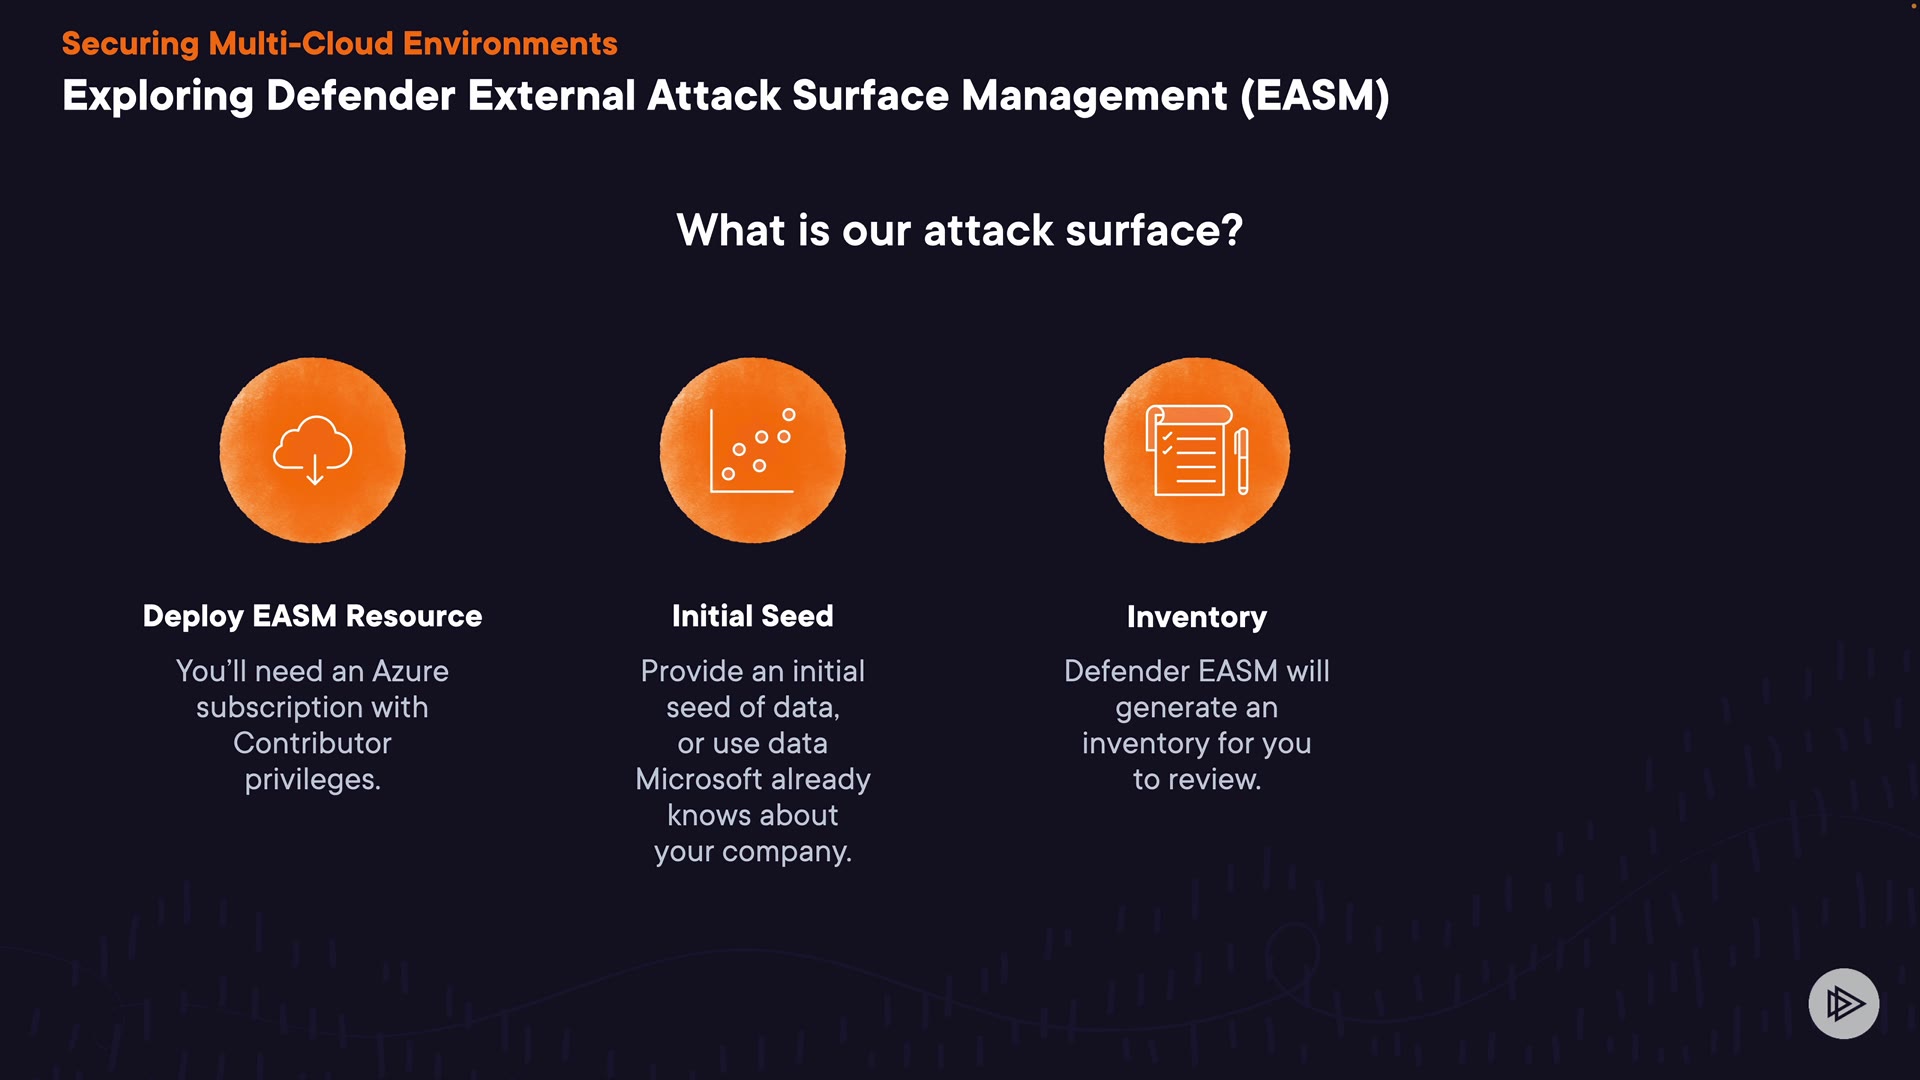 Securing Multi-Cloud Environments
Exploring Defender External Attack Surface Management (EASM)
What is our attack surface?
Deploy EASM Resource
You'll need an Azure
subscription with
Contributor
privileges.
Initial Seed
Provide an initial
seed of data,
or use data
Microsoft already
knows about
your company.
Inventory
Defender EASM will
generate an
inventory for you
to review.